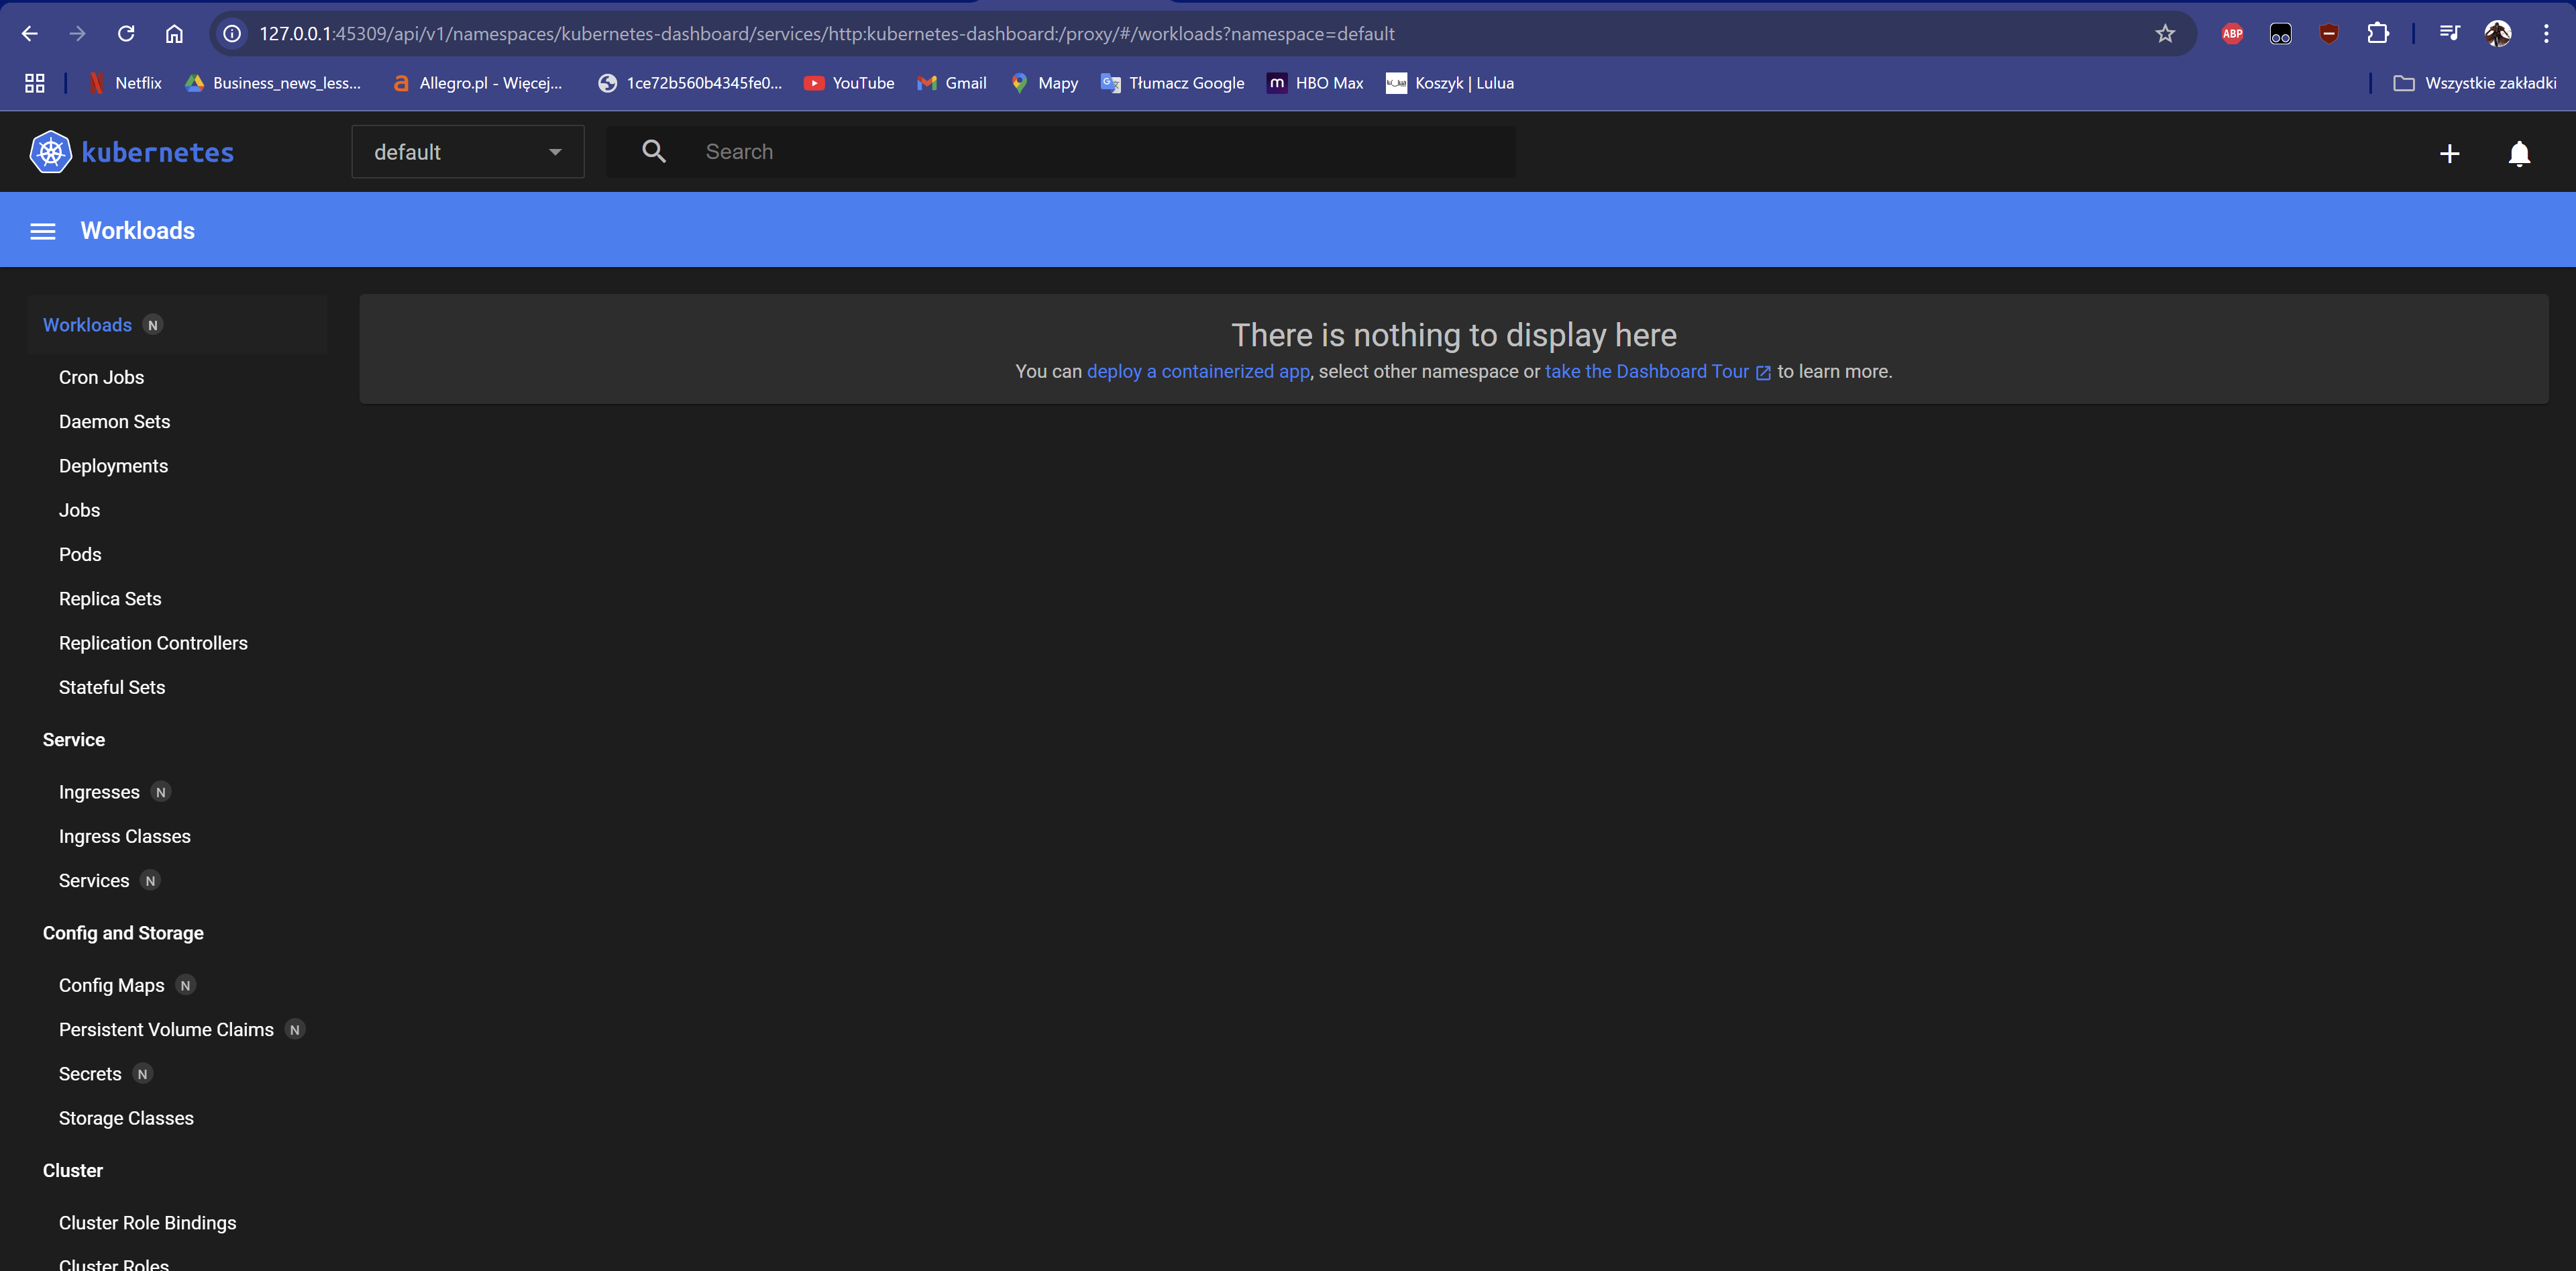 127.0.0.1:45309/api/v1/namespaces/kubernetes-dashboard/services/http:kubernetes-dashboard:/proxy/#/workloads?namespace=default
ABP
Netflix
Business_news_less...
Allegro.pl - Więcej...
1ce72b560b4345fe0...
YouTube
Gmail
Mapy
Tłumacz Google
HBO Max
Koszyk | Lulua
Wszystkie zakładki
kubernetes
default
Search
Workloads
Workloads N
There is nothing to display here
You can deploy a containerized app, select other namespace or take the Dashboard Tour to learn more.
Cron Jobs
Daemon Sets
Deployments
Jobs
Pods
Replica Sets
Replication Controllers
Stateful Sets
Service
Ingresses N
Ingress Classes
Services N
Config and Storage
Config Maps N
Persistent Volume Claims N
Secrets N
Storage Classes
Cluster
Cluster Role Bindings
Cluster Roles